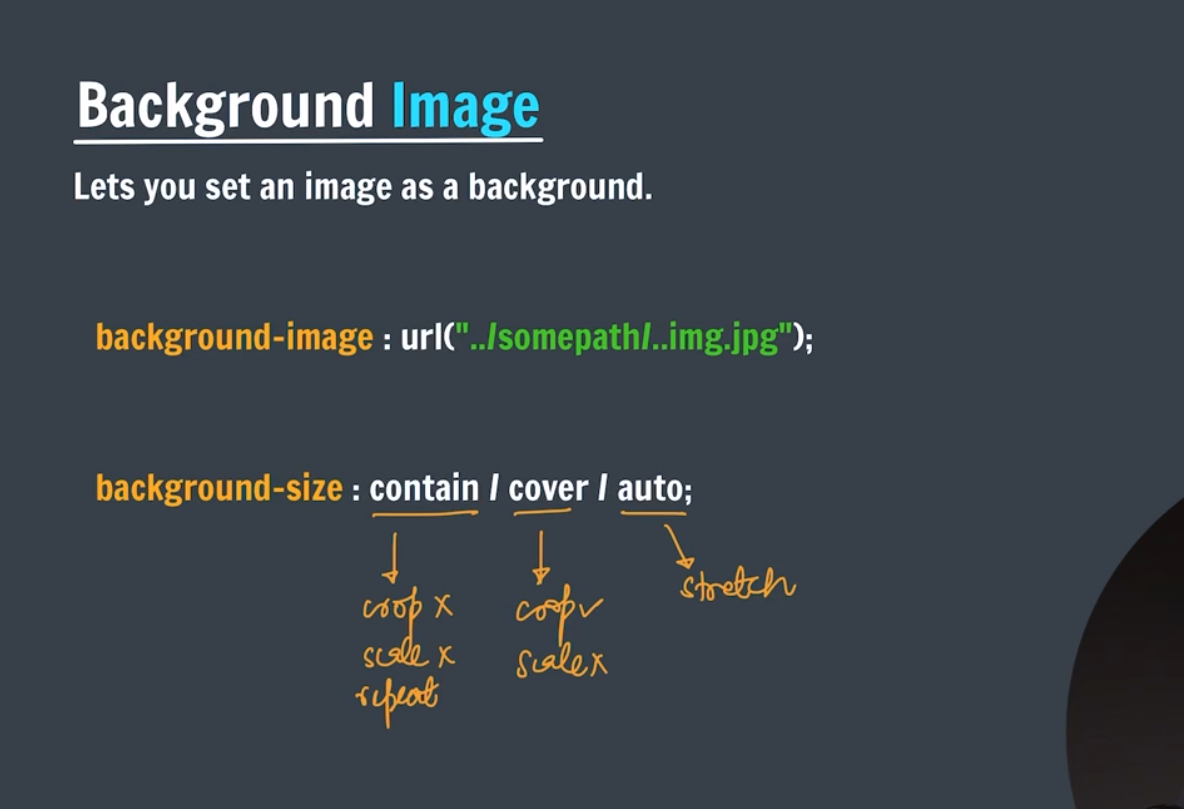 Background Image
Lets you set an image as a background.
background-image : url("../somepath/..img.jpg");
background-size : contain / cover / auto;
crop x
scale x
repeat
crop ✓
scale x
stretch